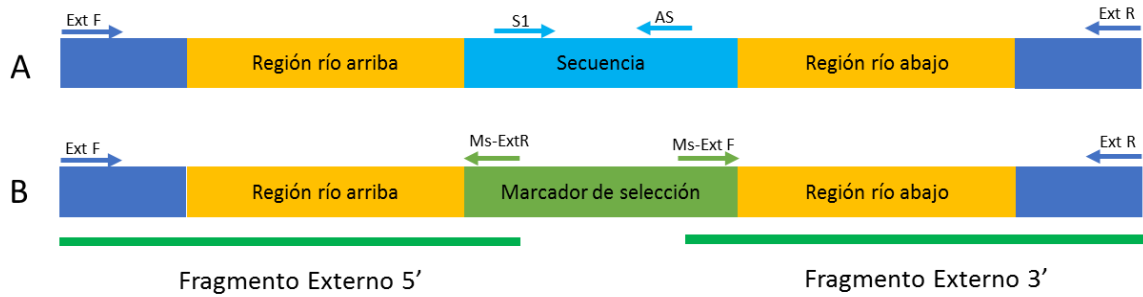 Ext F
S1
AS
Ext R
A
Región río arriba
Secuencia
Región río abajo
Ext F
Ms-ExtR
Ms-Ext F
Ext R
B
Región río arriba
Marcador de selección
Región río abajo
Fragmento Externo 5’
Fragmento Externo 3’